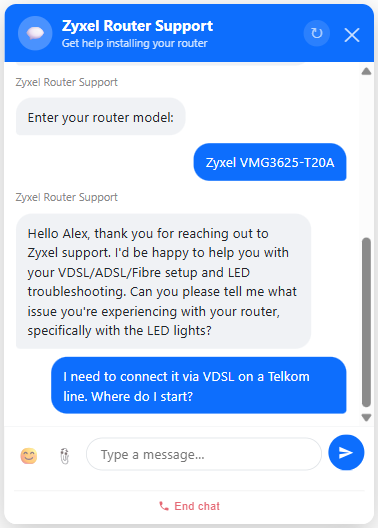 Zyxel Router Support
Get help installing your router
Zyxel Router Support
Enter your router model:
Zyxel VMG3625-T20A
Zyxel Router Support
Hello Alex, thank you for reaching out to
Zyxel support. I'd be happy to help you with
your VDSL/ADSL/Fibre setup and LED
troubleshooting. Can you please tell me what
issue you're experiencing with your router,
specifically with the LED lights?
I need to connect it via VDSL on a Telkom
line. Where do I start?
Type a message...
End chat